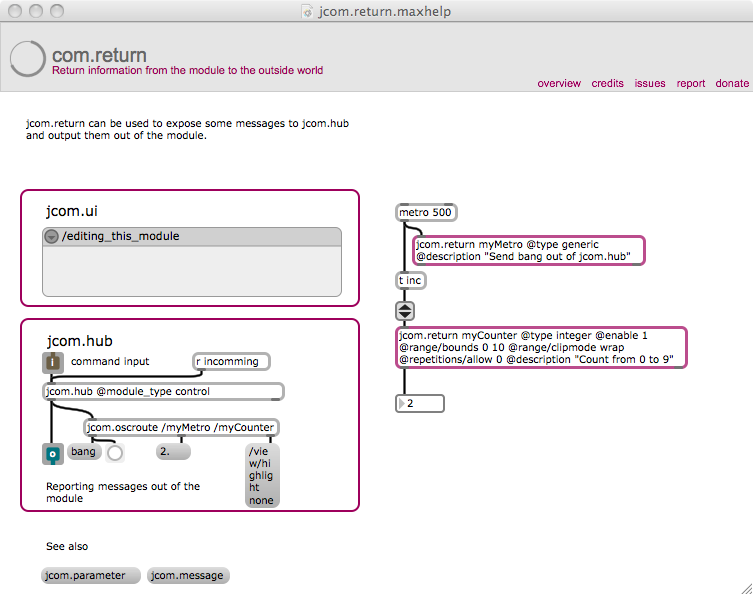 jcom.return.maxhelp
com.return
Return information from the module to the outside world
overview credits issues report donate
jcom.return can be used to expose some messages to jcom.hub
and output them out of the module.
jcom.ui
/editing_this_module
jcom.hub
i
command input
r incomming
jcom.hub @module_type control
jcom.oscroute /myMetro /myCounter
o
bang
2.
/vie
w/hi
ghlig
ht
none
Reporting messages out of the
module
metro 500
jcom.return myMetro @type generic
@description "Send bang out of jcom.hub"
t inc
jcom.return myCounter @type integer @enable 1
@range/bounds 0 10 @range/clipmode wrap
@repetitions/allow 0 @description "Count from 0 to 9"
2
See also
jcom.parameter
jcom.message